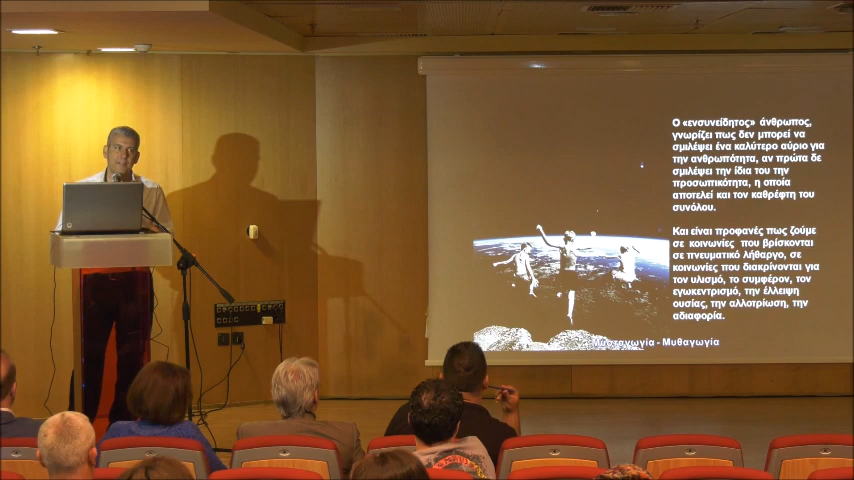 Ο «ενσυνείδητος» άνθρωπος,
γνωρίζει πως δεν μπορεί να
σμιλέψει ένα καλύτερο αύριο για
την ανθρωπότητα, αν πρώτα δε
σμιλέψει την ίδια του την
προσωπικότητα, η οποία
αποτελεί και τον καθρέφτη του
συνόλου.
Και είναι προφανές πως ζούμε
σε κοινωνίες που βρίσκονται
σε πνευματικό λήθαργο, σε
κοινωνίες που διακρίνονται για
τον υλισμό, το συμφέρον, τον
εγωκεντρισμό, την έλλειψη
ουσίας, την αλλοτρίωση, την
αδιαφορία.
Μυσταγωγία - Μυθαγωγία